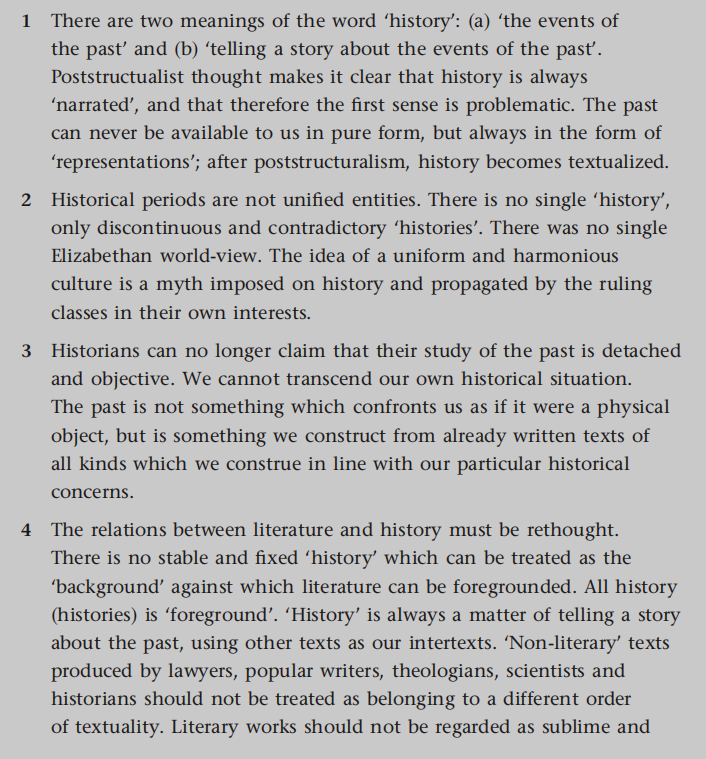 1 There are two meanings of the word ‘history’: (a) ‘the events of
the past’ and (b) ‘telling a story about the events of the past’.
Poststructualist thought makes it clear that history is always
‘narrated’, and that therefore the first sense is problematic. The past
can never be available to us in pure form, but always in the form of
‘representations’; after poststructuralism, history becomes textualized.
2 Historical periods are not unified entities. There is no single ‘history’,
only discontinuous and contradictory ‘histories’. There was no single
Elizabethan world-view. The idea of a uniform and harmonious
culture is a myth imposed on history and propagated by the ruling
classes in their own interests.
3 Historians can no longer claim that their study of the past is detached
and objective. We cannot transcend our own historical situation.
The past is not something which confronts us as if it were a physical
object, but is something we construct from already written texts of
all kinds which we construe in line with our particular historical
concerns.
4 The relations between literature and history must be rethought.
There is no stable and fixed ‘history’ which can be treated as the
‘background’ against which literature can be foregrounded. All history
(histories) is ‘foreground’. ‘History’ is always a matter of telling a story
about the past, using other texts as our intertexts. ‘Non-literary’ texts
produced by lawyers, popular writers, theologians, scientists and
historians should not be treated as belonging to a different order
of textuality. Literary works should not be regarded as sublime and